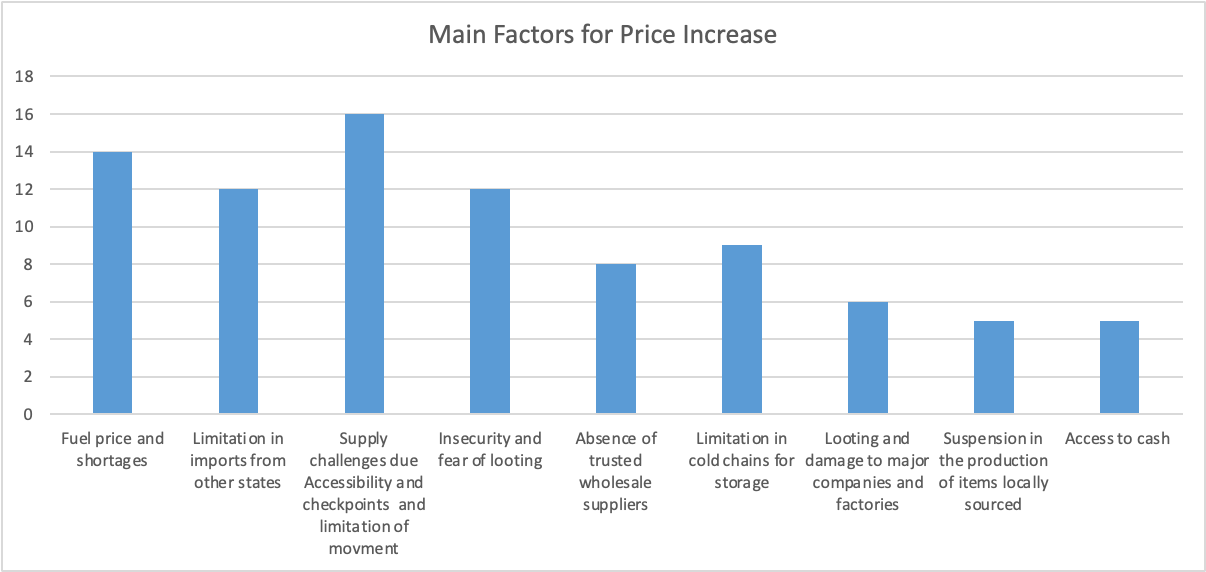 Main Factors for Price Increase
18
16
14
12
10
8
6
4
2
0
Fuel price and
shortages
Limitation in
imports from
other states
Supply
challenges due
Accessibility and
checkpoints and
limitation of
movment
Insecurity and
fear of looting
Absence of
trusted
wholesale
suppliers
Limitation in
cold chains for
storage
Looting and
damage to major
companies and
factories
Suspension in
the production
of items locally
sourced
Access to cash